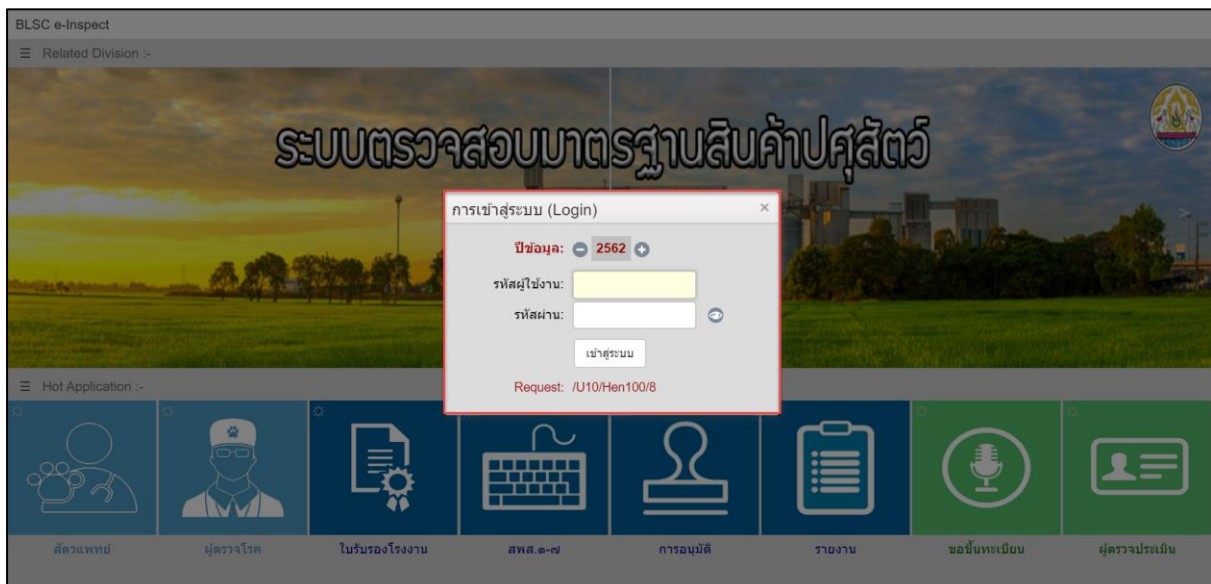 BLSC e-Inspect
☰ Related Division :-
ระบบตรวจสอบมาตรฐานสินค้าปศุสัตว์
การเข้าสู่ระบบ (Login) ×
ปีข้อมูล: 2562
รหัสผู้ใช้งาน:
รหัสผ่าน:
เข้าสู่ระบบ
Request: /U10/Hen100/8
☰ Hot Application :-
สัตวแพทย์ ผู้ตรวจโรค ใบรับรองโรงงาน สพส.๑-๗ การอนุมัติ รายงาน ขอขึ้นทะเบียน ผู้ตรวจประเมิน